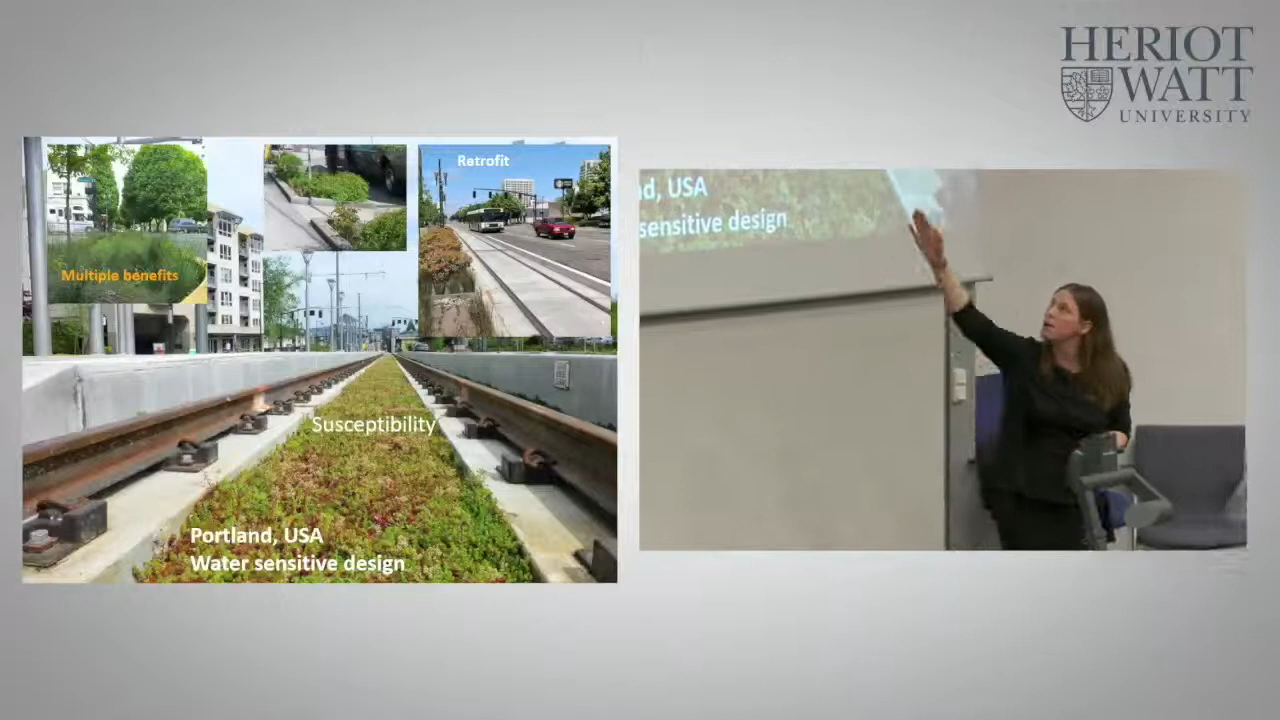 HERIOT
WATT
UNIVERSITY
Retrofit
Multiple benefits
Susceptibility
Portland, USA
Water sensitive design
d, USA
sensitive design